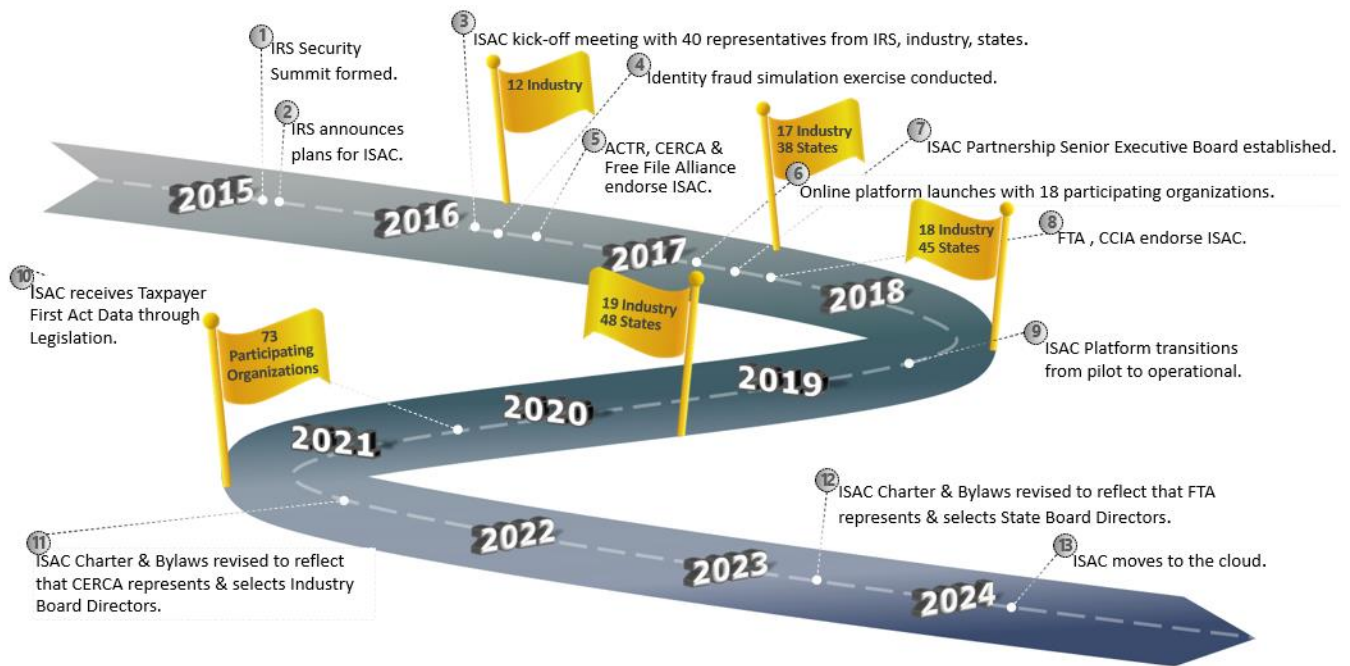 1
IRS Security
Summit formed.
2
IRS announces
plans for ISAC.
3
ISAC kick-off meeting with 40 representatives from IRS, industry, states.
4
Identity fraud simulation exercise conducted.
5
ACTR, CERCA &
Free File Alliance
endorse ISAC.
12 Industry
17 Industry
38 States
7
ISAC Partnership Senior Executive Board established.
6
Online platform launches with 18 participating organizations.
8
FTA , CCIA endorse ISAC.
18 Industry
45 States
2015
2016
2017
2018
10
ISAC receives Taxpayer
First Act Data through
Legislation.
73
Participating
Organizations
19 Industry
48 States
9
ISAC Platform transitions
from pilot to operational.
2019
2020
2021
11
ISAC Charter & Bylaws revised to reflect
that CERCA represents & selects Industry
Board Directors.
12
ISAC Charter & Bylaws revised to reflect that FTA
represents & selects State Board Directors.
13
ISAC moves to the cloud.
2022
2023
2024